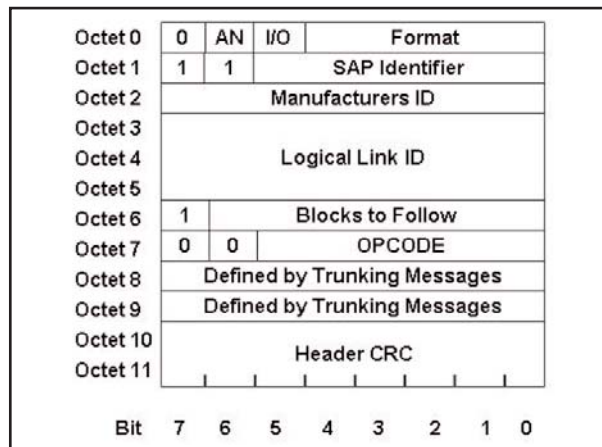 Octet 0 0 AN I/O Format
Octet 1 1 1 SAP Identifier
Octet 2 Manufacturers ID
Octet 3
Octet 4 Logical Link ID
Octet 5
Octet 6 1 Blocks to Follow
Octet 7 0 0 OPCODE
Octet 8 Defined by Trunking Messages
Octet 9 Defined by Trunking Messages
Octet 10
Header CRC
Octet 11
Bit 7 6 5 4 3 2 1 0